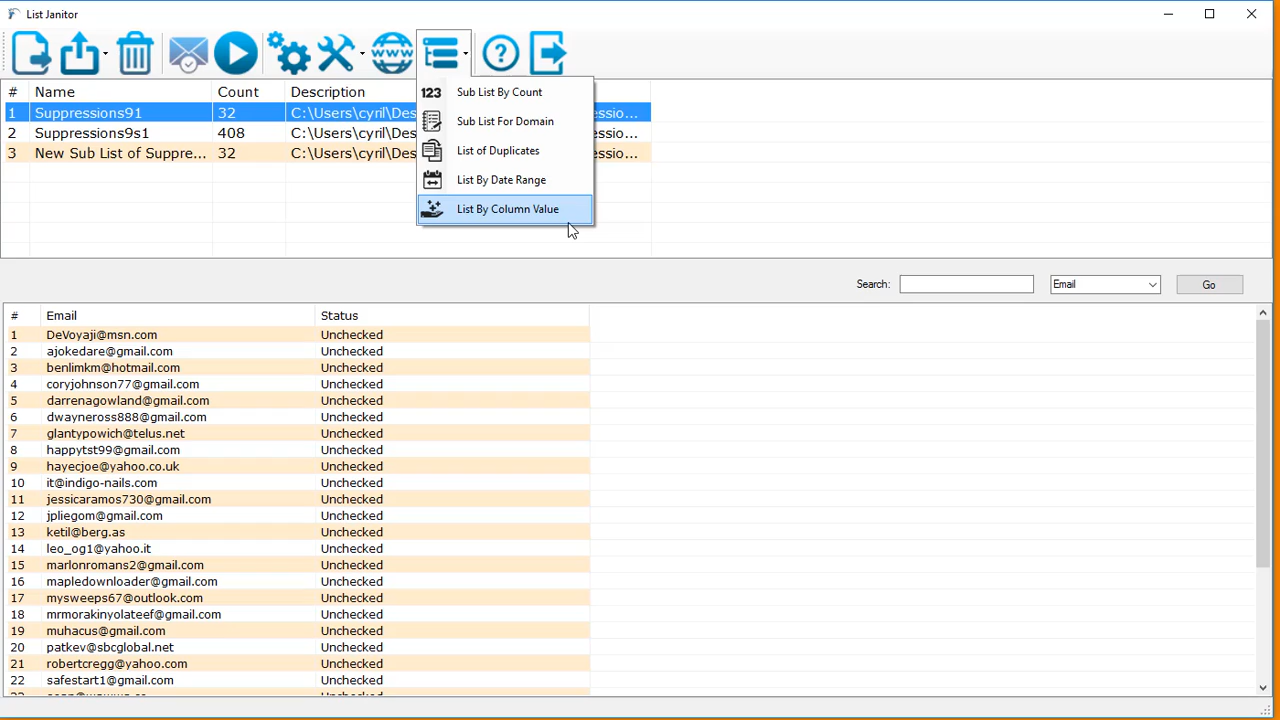 List Janitor
WWW
# Name Count Description
1 Suppressions91 32 C:\Users\cyril\Des essio...
2 Suppressions9s1 408 C:\Users\cyril\Des essio...
3 New Sub List of Suppre... 32 C:\Users\cyril\Des essio...
123 Sub List By Count
Sub List For Domain
List of Duplicates
List By Date Range
List By Column Value
Search: Email Go
# Email Status
1 DeVoyaji@msn.com Unchecked
2 ajokedare@gmail.com Unchecked
3 benlimkm@hotmail.com Unchecked
4 coryjohnson77@gmail.com Unchecked
5 darrenagowland@gmail.com Unchecked
6 dwayneross888@gmail.com Unchecked
7 glantypowich@telus.net Unchecked
8 happytst99@gmail.com Unchecked
9 hayecjoe@yahoo.co.uk Unchecked
10 it@indigo-nails.com Unchecked
11 jessicaramos730@gmail.com Unchecked
12 jpliegom@gmail.com Unchecked
13 ketil@berg.as Unchecked
14 leo_og1@yahoo.it Unchecked
15 marlonromans2@gmail.com Unchecked
16 mapledownloader@gmail.com Unchecked
17 mysweeps67@outlook.com Unchecked
18 mrmorakinyolateef@gmail.com Unchecked
19 muhacus@gmail.com Unchecked
20 patkev@sbcglobal.net Unchecked
21 robertcregg@yahoo.com Unchecked
22 safestart1@gmail.com Unchecked